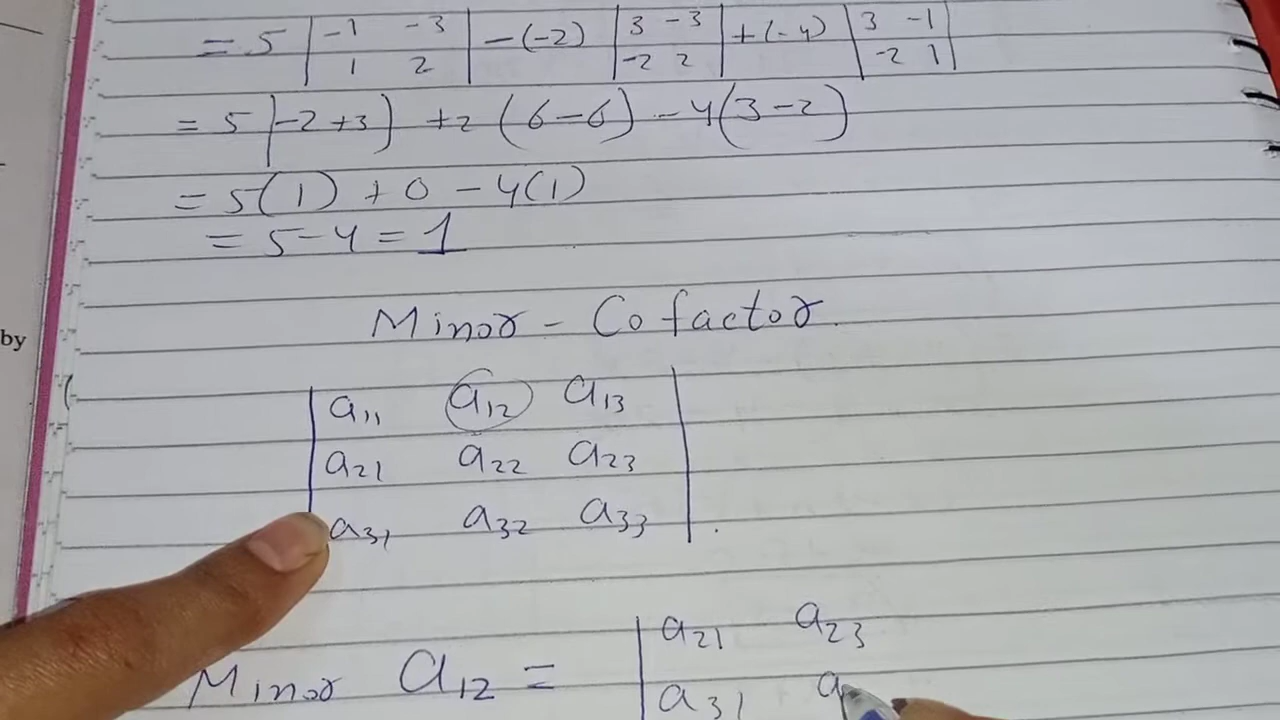 = 5 | -1 -3 | - (-2) | 3 -3 | + (-4) | 3 -1 |
| 1 2 | | -2 2 | | -2 1 |
= 5 |-2 +3) +2 (6-6) - 4(3-2)
= 5(1) + 0 - 4(1)
= 5-4 = 1
Minor - Cofactor.
by
| a11 a12 a13 |
| a21 a22 a23 |
| a31 a32 a33 | .
| a21 a23
Minor a12 = | a31 a